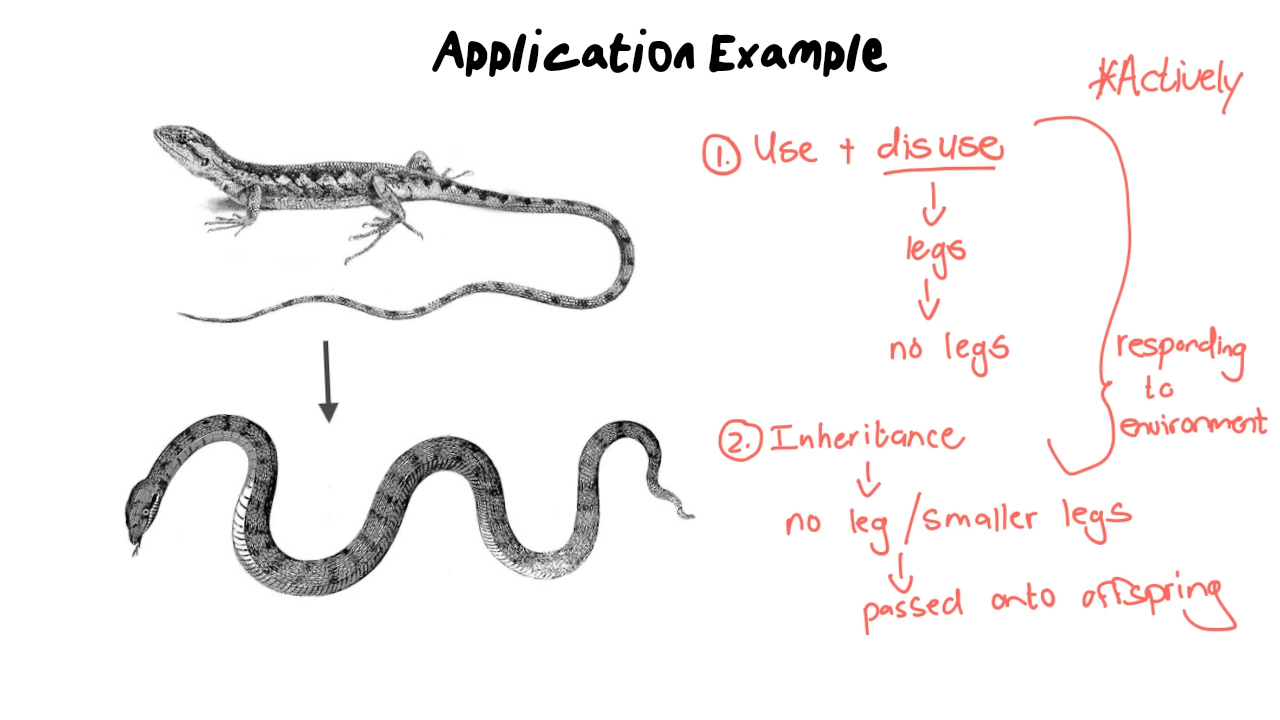 Application Example
*Actively
1. Use + disuse
legs
no legs
responding
to
environment
2. Inheritance
no leg / smaller legs
passed onto offspring